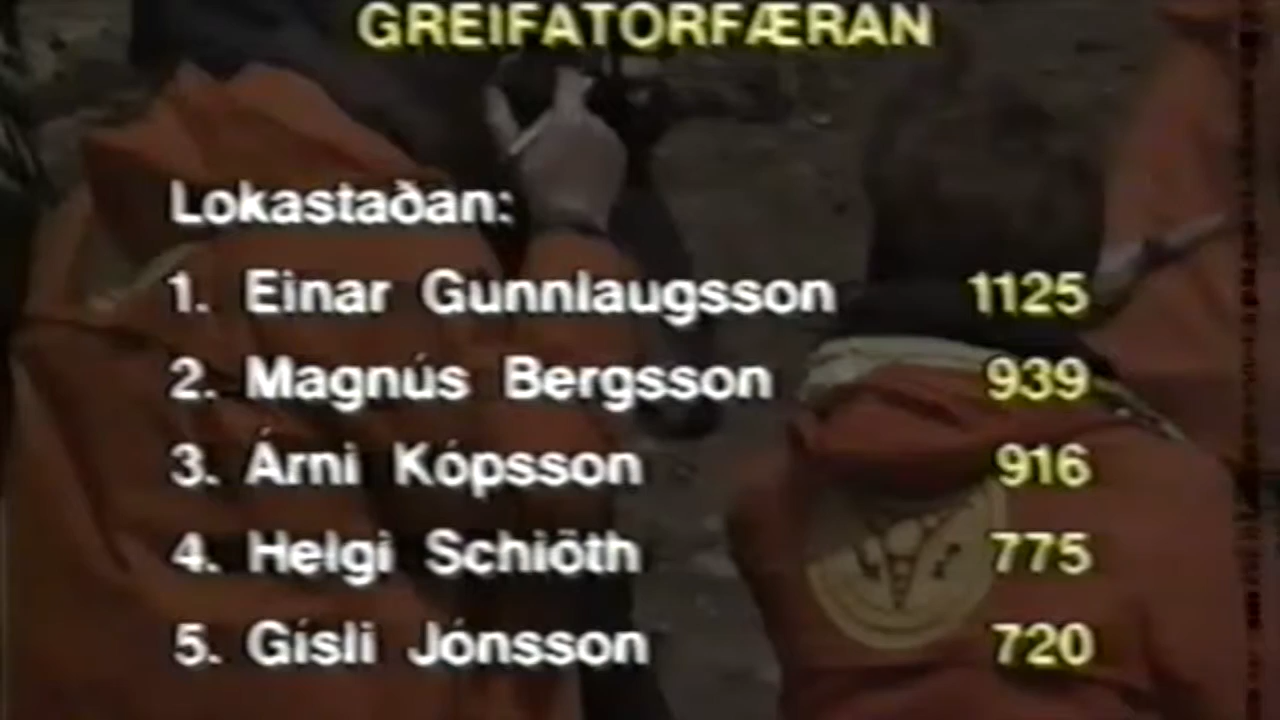 GREIFATORFÆRAN
Lokastaðan:
1. Einar Gunnlaugsson 1125
2. Magnús Bergsson 939
3. Árni Kópsson 916
4. Helgi Schiöth 775
5. Gísli Jónsson 720